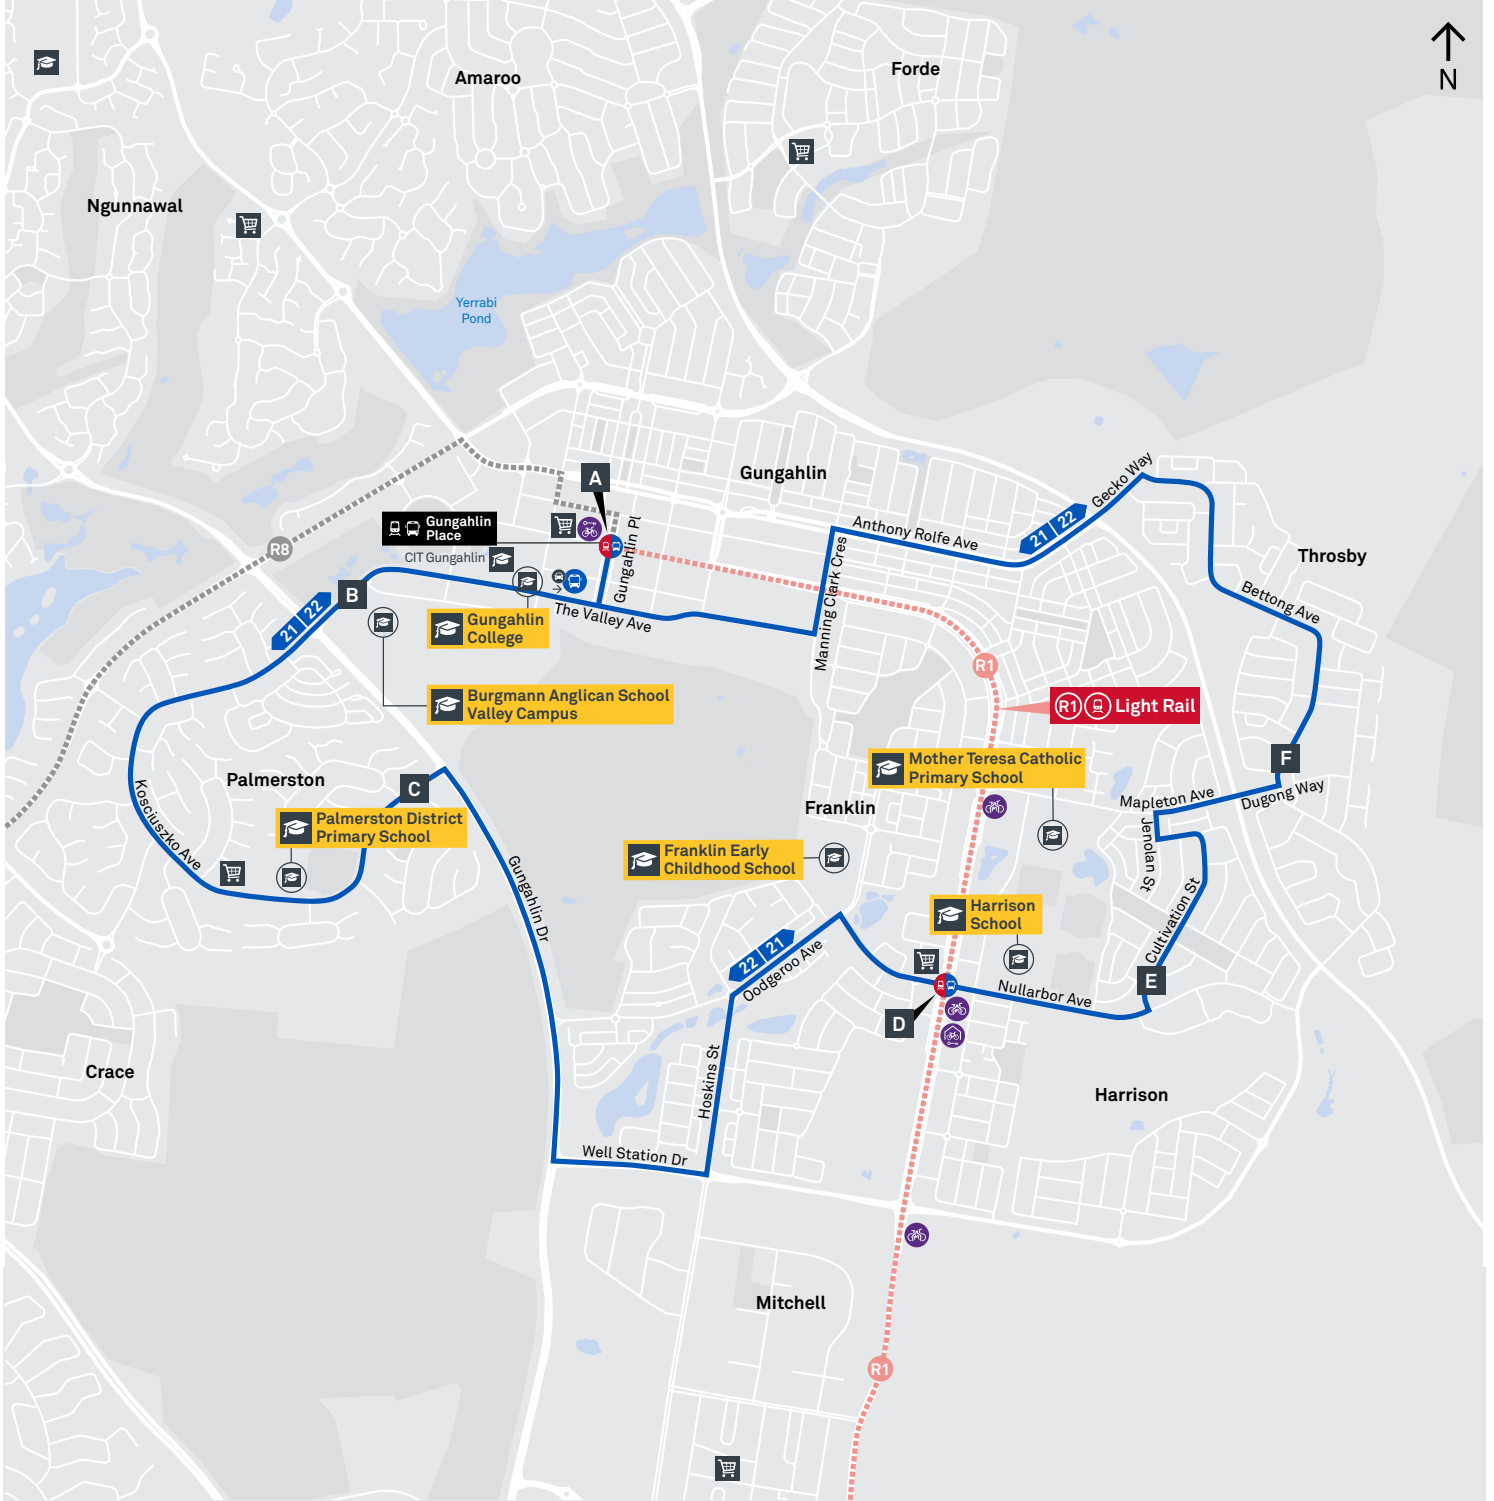 N
Amaroo
Forde
Ngunnawal
Yerrabi
Pond
Gungahlin
Gecko Way
A
21 22
Anthony Rolfe Ave
Gungahlin
Place
Gungahlin Pl
CIT Gungahlin
R8
Throsby
Manning Clark Cres
B
21 22
Bettong Ave
The Valley Ave
Gungahlin
College
R1
Burgmann Anglican School
Valley Campus
R1 Light Rail
Mother Teresa Catholic
Primary School
F
Palmerston
C
Dugong Way
Mapleton Ave
Franklin
Kosciuszko Ave
Palmerston District
Primary School
Jenolan St
Franklin Early
Childhood School
Gungahlin Dr
Harrison
School
Cultivation St
22 21
Oodgeroo Ave
E
Nullarbor Ave
D
Crace
Hoskins St
Harrison
Well Station Dr
Mitchell
R1